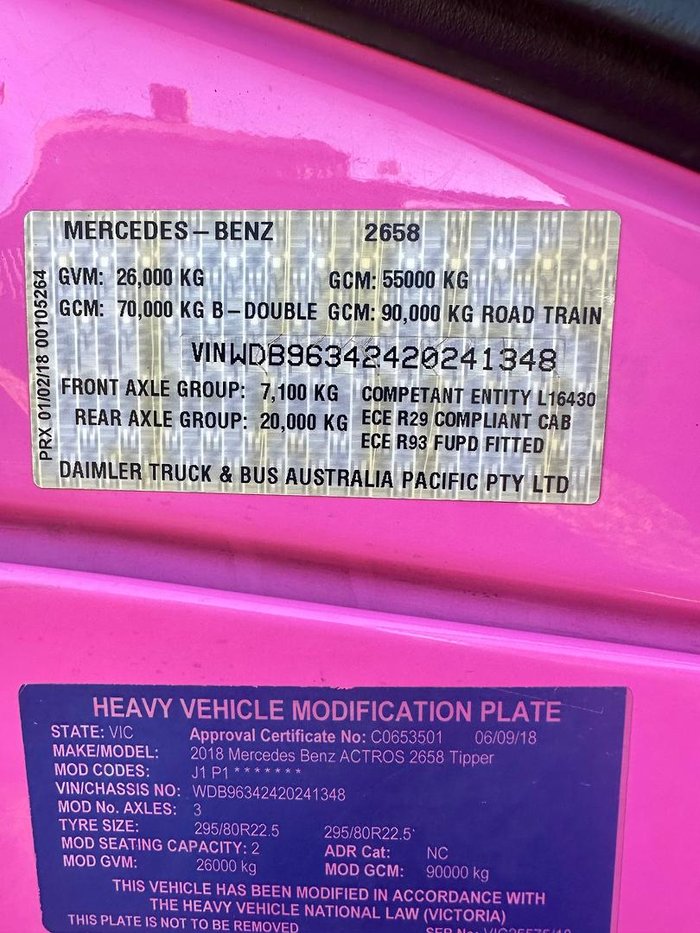 MERCEDES-BENZ 2658
GVM: 26,000 KG GCM: 55000 KG
GCM: 70,000 KG B-DOUBLE GCM: 90,000 KG ROAD TRAIN
VINWDB96342420241348
FRONT AXLE GROUP: 7,100 KG COMPETANT ENTITY L16430
REAR AXLE GROUP: 20,000 KG ECE R29 COMPLIANT CAB
ECE R93 FUPD FITTED
DAIMLER TRUCK & BUS AUSTRALIA PACIFIC PTY LTD
PRX 01/02/18 00105264
HEAVY VEHICLE MODIFICATION PLATE
STATE: VIC Approval Certificate No: C0653501 06/09/18
MAKE/MODEL: 2018 Mercedes Benz ACTROS 2658 Tipper
MOD CODES: J1 P1 * * * * * * *
VIN/CHASSIS NO: WDB96342420241348
MOD No. AXLES: 3
TYRE SIZE: 295/80R22.5 295/80R22.5
MOD SEATING CAPACITY: 2 ADR Cat: NC
MOD GVM: 26000 kg MOD GCM: 90000 kg
THIS VEHICLE HAS BEEN MODIFIED IN ACCORDANCE WITH
THE HEAVY VEHICLE NATIONAL LAW (VICTORIA)
THIS PLATE IS NOT TO BE REMOVED